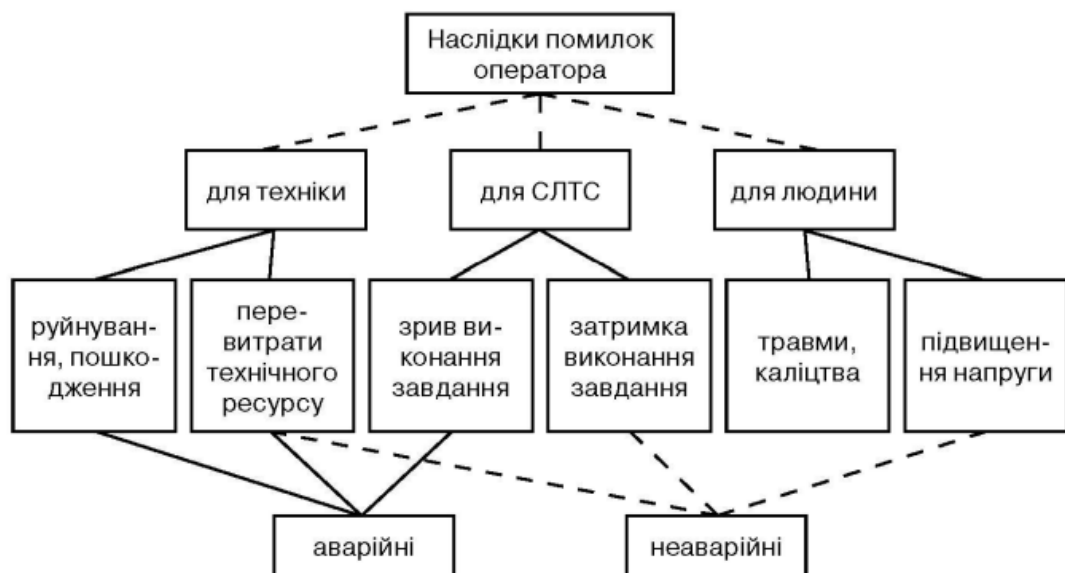 Наслідки помилок
оператора
для техніки
для СЛТС
для людини
руйнуван-
ня, пошко-
дження
пере-
витрати
технічного
ресурсу
зрив ви-
конання
завдання
затримка
виконання
завдання
травми,
каліцтва
підвищен-
ня напруги
аварійні
неаварійні